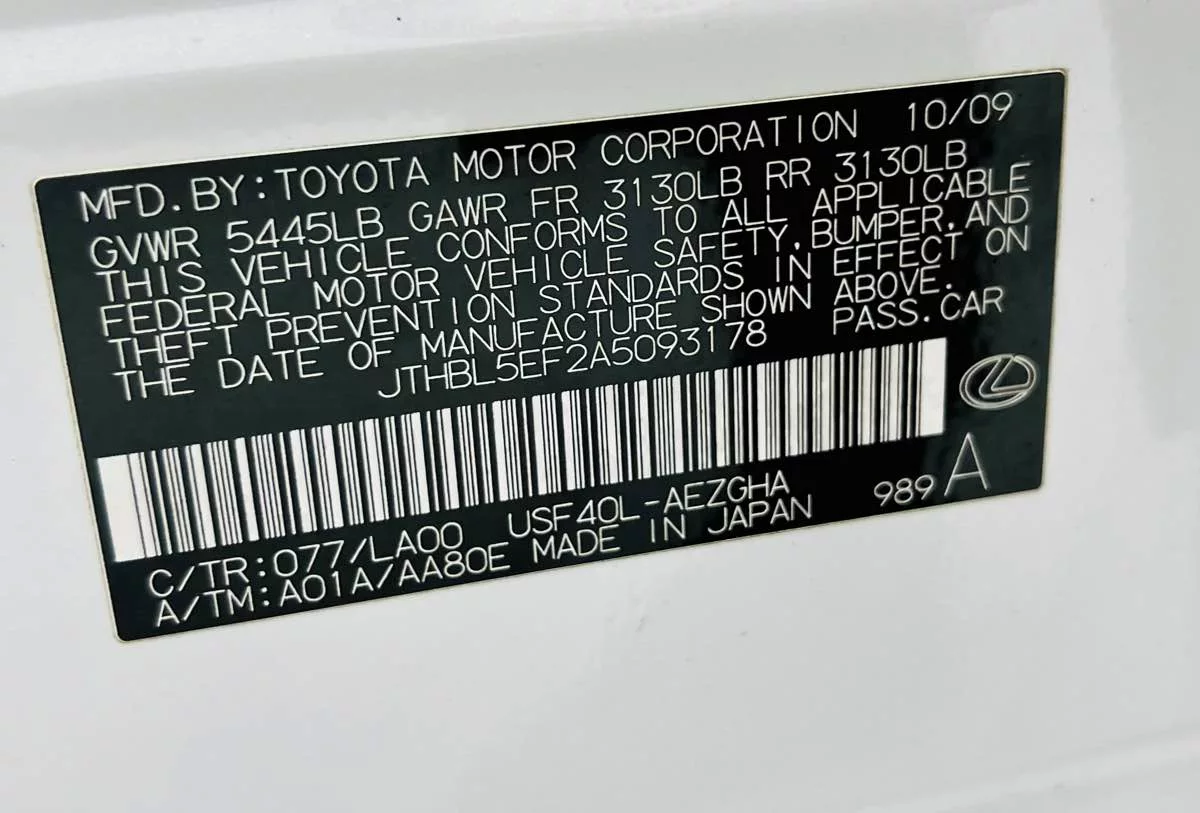 MFD. BY: TOYOTA MOTOR CORPORATION 10/09
GVWR 5445LB GAWR FR 3130LB RR 3130LB
THIS VEHICLE CONFORMS TO ALL APPLICABLE
FEDERAL MOTOR VEHICLE SAFETY, BUMPER, AND
THEFT PREVENTION STANDARDS IN EFFECT ON
THE DATE OF MANUFACTURE SHOWN ABOVE.
JTHBL5EF2A5093178 PASS. CAR
989 A
C/TR: 077/LA00 USF40L-AEZGHA
A/TM: A01A/AA80E MADE IN JAPAN